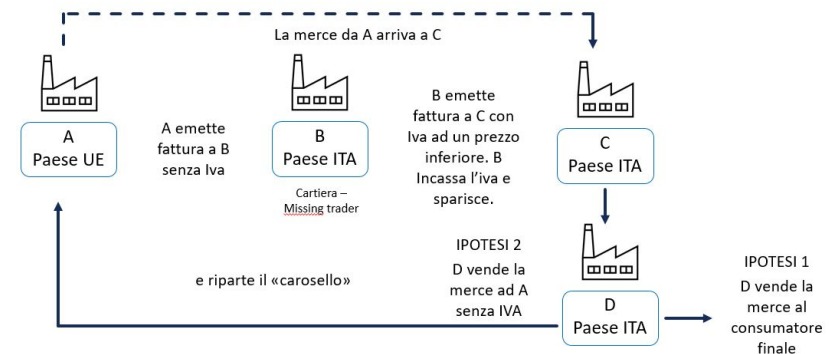 La merce da A arriva a C
A
Paese UE
A emette
fattura a B
senza Iva
B
Paese ITA
Cartiera –
Missing trader
B emette
fattura a C con
Iva ad un prezzo
inferiore. B
Incassa l'iva e
sparisce.
C
Paese ITA
IPOTESI 2
D vende la
merce ad A
senza IVA
e riparte il «carosello»
D
Paese ITA
IPOTESI 1
D vende la
merce al
consumatore
finale